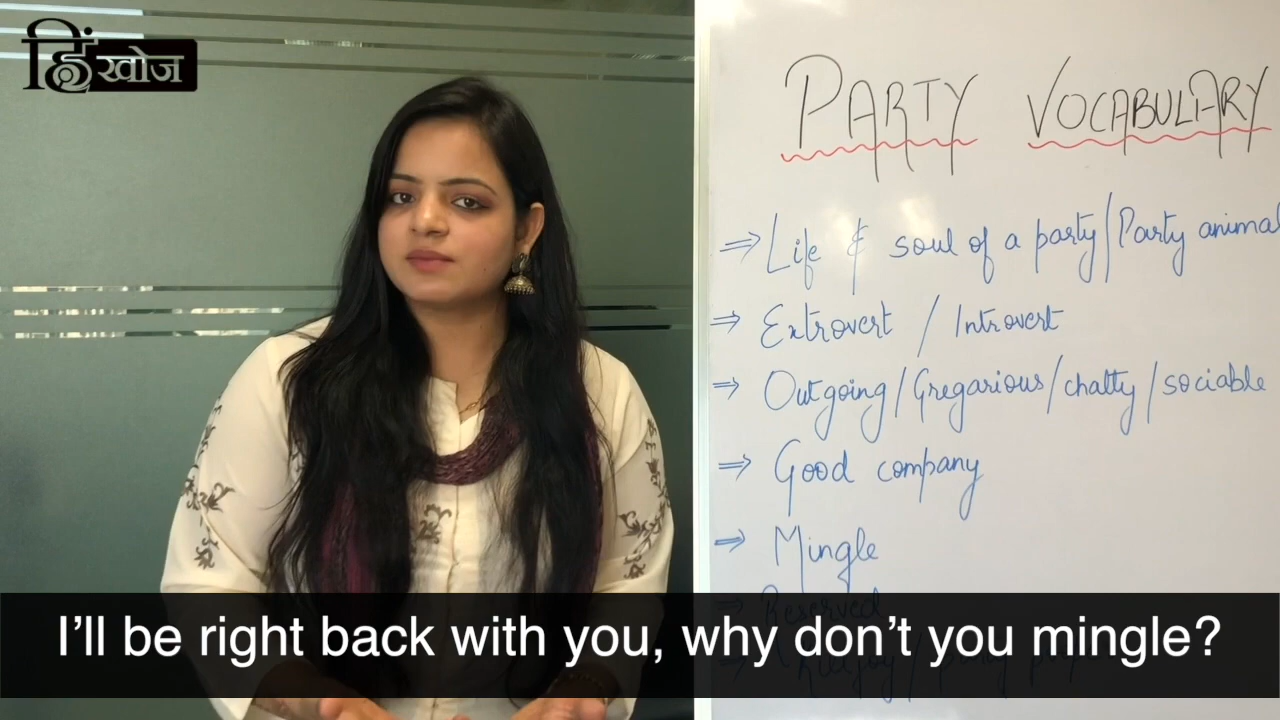 हिंखोज
PARTY VOCABULARY
⇒ Life & soul of a party/Party animal
⇒ Extrovert / Introvert
⇒ Outgoing/Gregarious/chatty/sociable
⇒ Good company
⇒ Mingle
⇒ Reserved
I'll be right back with you, why don't you mingle?